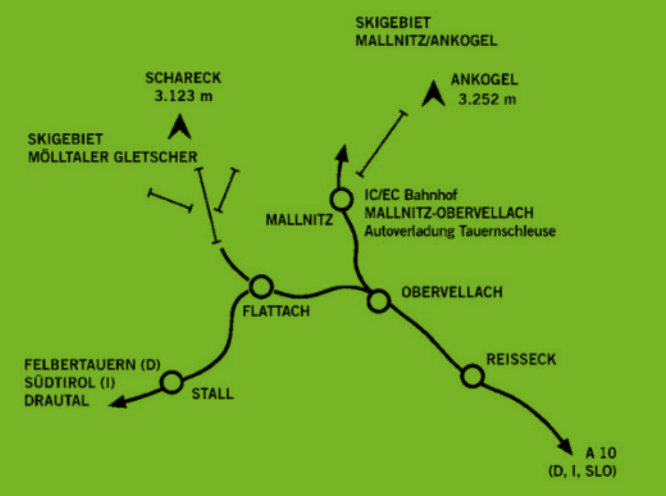 SKIGEBIET
MALLNITZ/ANKOGEL
SCHARECK
3.123 m
ANKOGEL
3.252 m
SKIGEBIET
MÖLLTALER GLETSCHER
IC/EC Bahnhof
MALLNITZ-OBERVELLACH
Autoverladung Tauernschleuse
MALLNITZ
OBERVELLACH
FLATTACH
REISSECK
FELBERTAUERN (D)
SÜDTIROL (I)
DRAUTAL
STALL
A 10
(D, I, SLO)